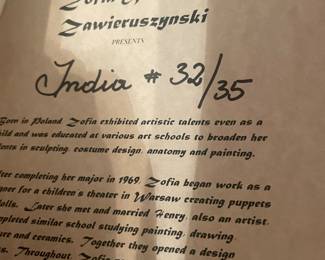 Zawieruszynski
PRESENTS
India # 32/35
Born in Poland Zofia exhibited artistic talents even as a
child and was educated at various art schools to broaden her
in sculpting, costume design, anatomy and painting.
completing her major in 1969, Zofia began work as a
for a children's theater in Warsaw creating puppets
dolls. Later she met and married Henry, also an artist.
similar school studying painting, drawing,
and ceramics. Together they opened a design
Throughout, Zofia